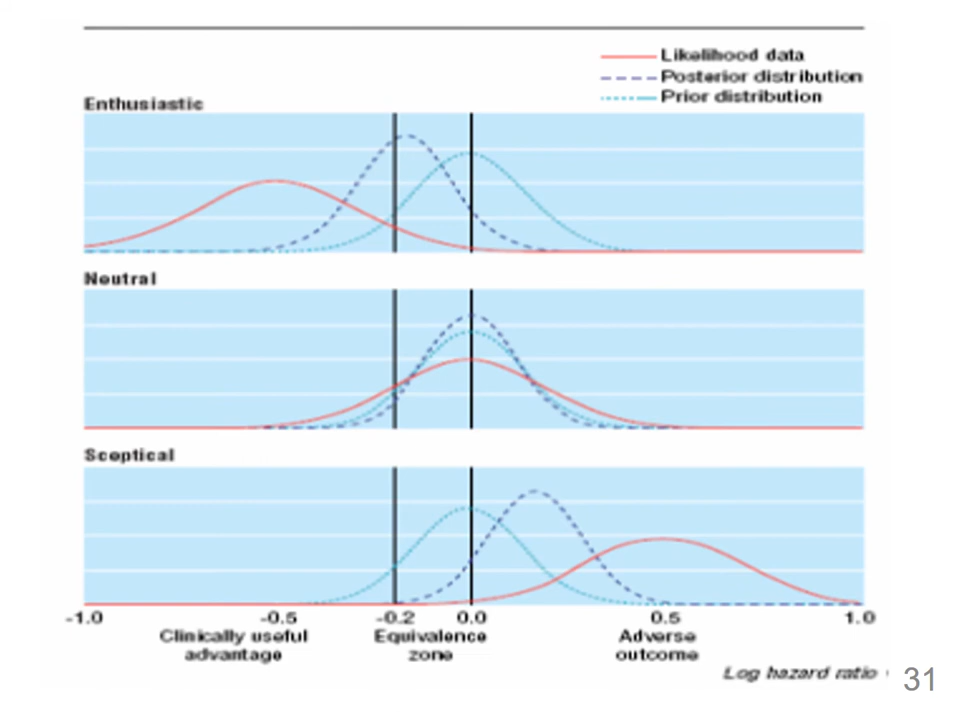 Likelihood data
Posterior distribution
Prior distribution
Enthusiastic
Neutral
Sceptical
-1.0 -0.5 -0.2 0.0 0.5 1.0
Clinically useful Equivalence Adverse
advantage zone outcome
Log hazard ratio
31